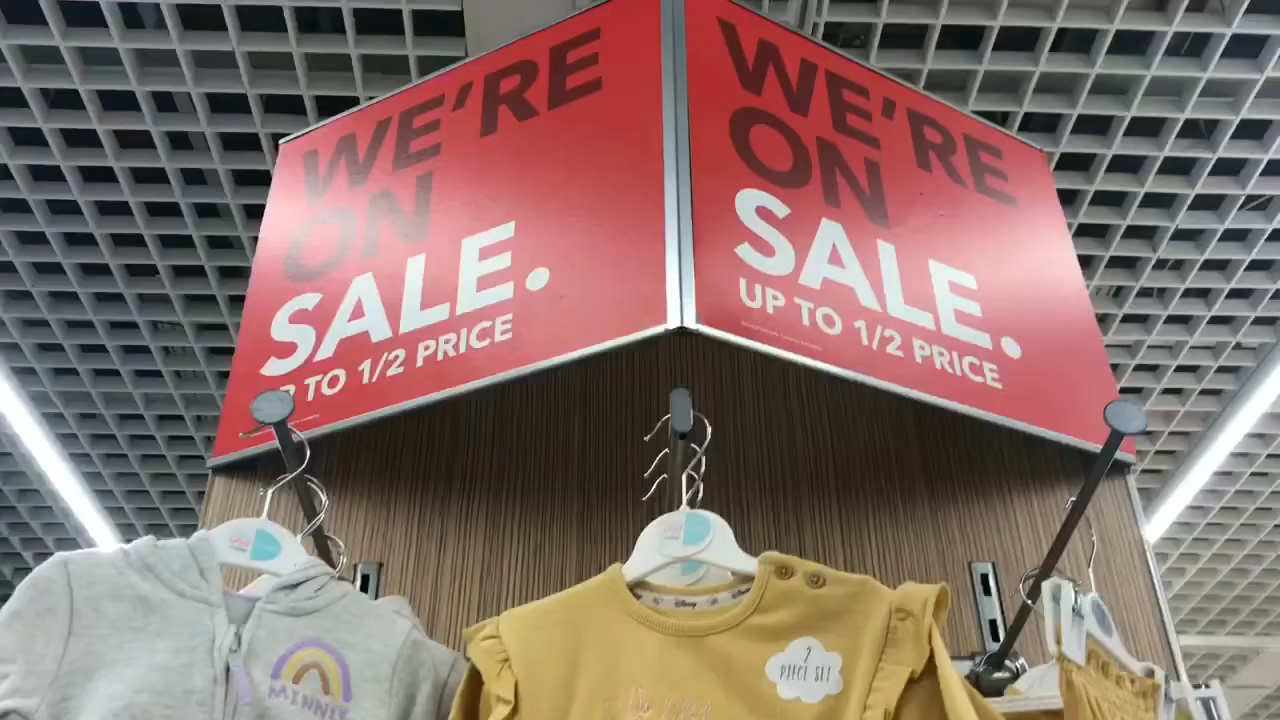 WE'RE
ON
SALE.
P TO 1/2 PRICE
WE'RE
ON
SALE.
UP TO 1/2 PRICE
MINNIE
Disney
2
PIECE SET